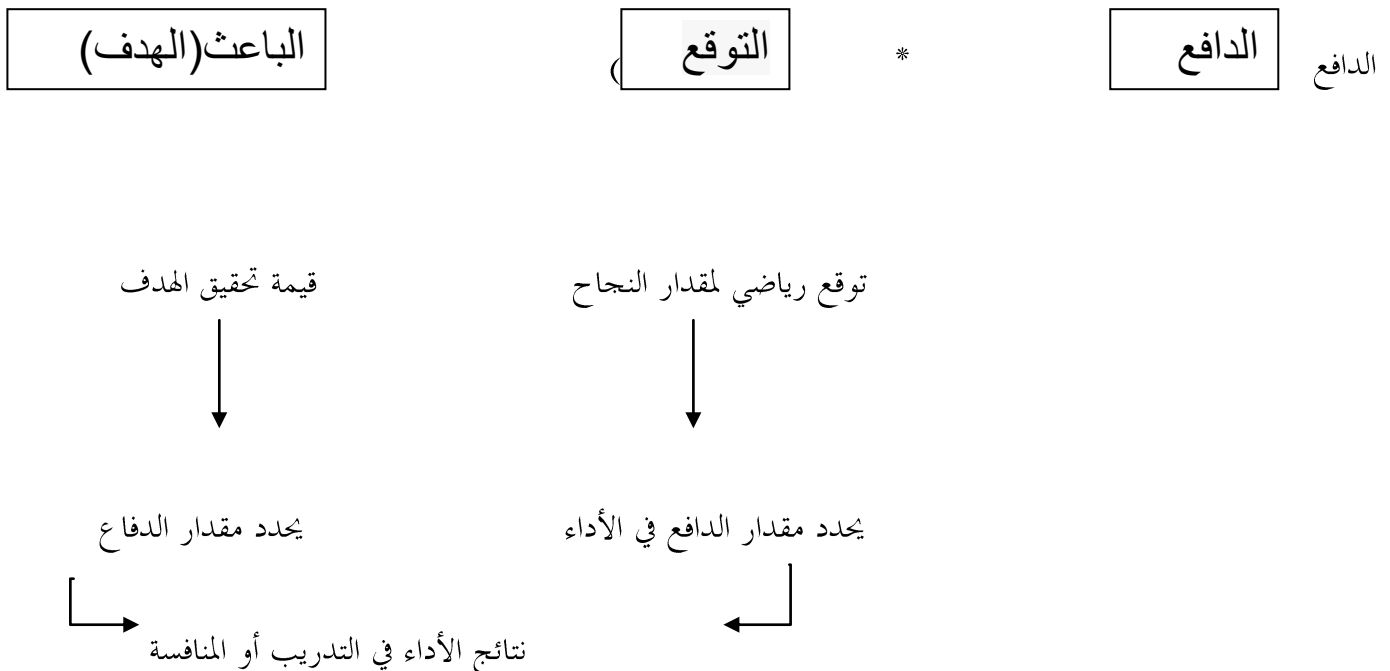 الدافع الدافع * التوقع ) الباعث(الهدف)
توقع رياضي لمقدار النجاح قيمة تحقيق الهدف
يحدد مقدار الدافع في الأداء يحدد مقدار الدفاع
نتائج الأداء في التدريب أو المنافسة